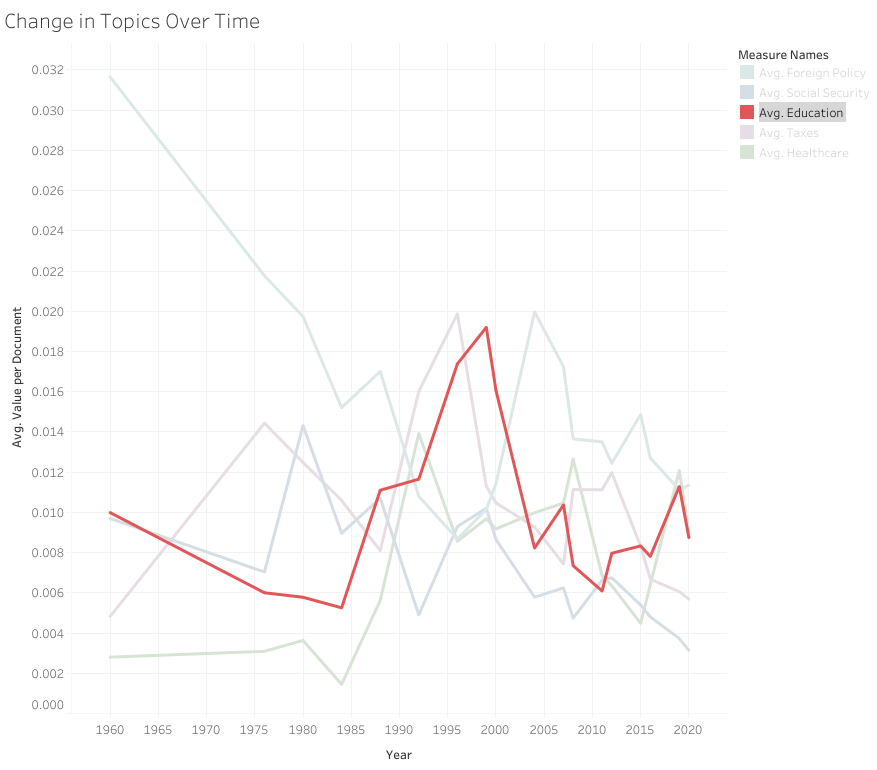 Change in Topics Over Time
Measure Names
Avg. Foreign Policy
Avg. Social Security
Avg. Education
Avg. Taxes
Avg. Healthcare
Avg. Value per Document
0.032
0.030
0.028
0.026
0.024
0.022
0.020
0.018
0.016
0.014
0.012
0.010
0.008
0.006
0.004
0.002
0.000
1960 1965 1970 1975 1980 1985 1990 1995 2000 2005 2010 2015 2020
Year